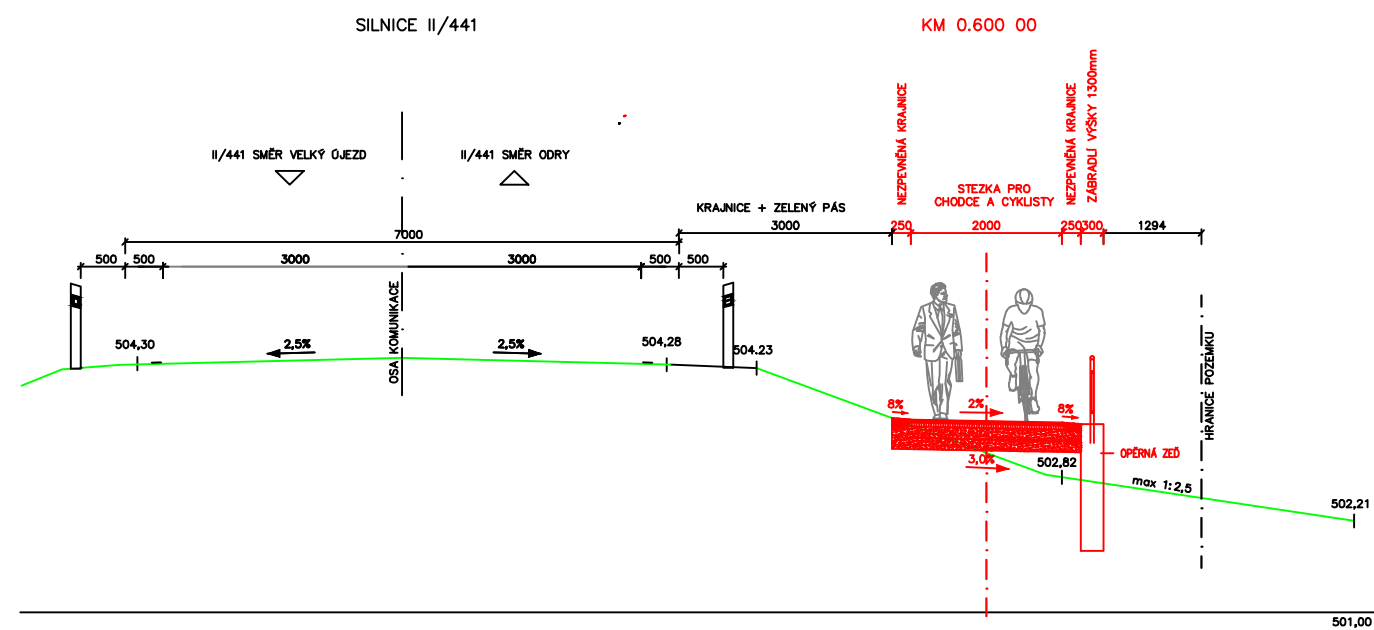 SILNICE II/441
KM 0.600 00
II/441 SMĚR VELKÝ ÚJEZD
II/441 SMĚR ODRY
NEZPEVNĚNÁ KRAJNICE
NEZPEVNĚNÁ KRAJNICE
ZÁBRADLÍ VÝŠKY 1300mm
STEZKA PRO
CHODCE A CYKLISTY
KRAJNICE + ZELENÝ PÁS
7000
3000
250
2000
250
300
1294
500
500
3000
3000
500
500
OSA KOMUNIKACE
504,30
2,5%
2,5%
504,28
504.23
HRANICE POZEMKU
8%
2%
8%
OPĚRNÁ ZEĎ
3,0%
502,82
max 1:2,5
502,21
501,00